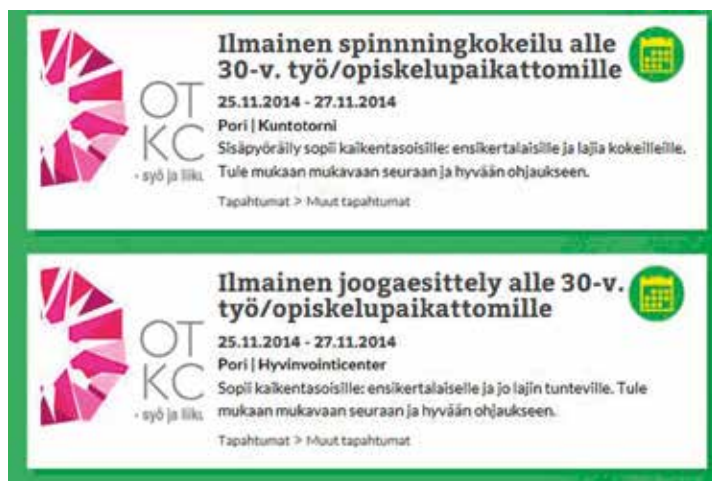 Ilmainen spinnningkokeilu alle
30-v. työ/opiskelupaikattomille
25.11.2014 - 27.11.2014
Pori | Kuntotorni
Sisäpyöräily sopii kaikentasoisille: ensikertalaisille ja lajia kokeilleille.
Tule mukaan mukavaan seuraan ja hyvään ohjaukseen.
Tapahtumat > Muut tapahtumat
OT
KC
- syö ja liiku
Ilmainen joogaesittely alle 30-v.
työ/opiskelupaikattomille
25.11.2014 - 27.11.2014
Pori | Hyvinvointicenter
Sopii kaikentasoisille: ensikertalaiselle ja jo lajin tunteville. Tule
mukaan mukavaan seuraan ja hyvään ohjaukseen.
Tapahtumat > Muut tapahtumat
OT
KC
- syö ja liiku